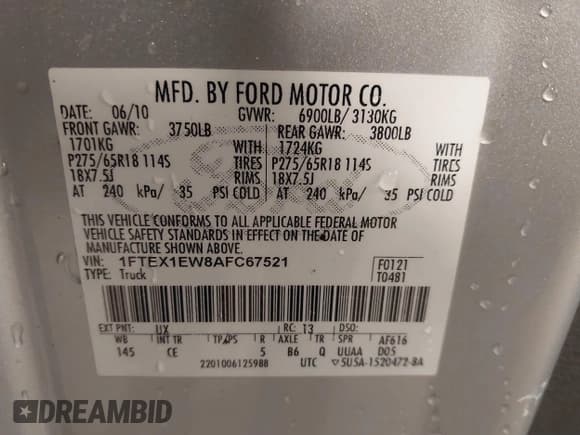 MFD. BY FORD MOTOR CO.
DATE: 06/10 GVWR: 6900LB/ 3130KG
FRONT GAWR: 3750LB REAR GAWR: 3800LB
1701KG WITH 1724KG WITH
P275/65R18 114S TIRES P275/65R18 114S TIRES
18X7.5J RIMS 18X7.5J RIMS
AT 240 kPa/ 35 PSI COLD AT 240 kPa/ 35 PSI COLD
THIS VEHICLE CONFORMS TO ALL APPLICABLE FEDERAL MOTOR
VEHICLE SAFETY STANDARDS IN EFFECT ON THE DATE OF
MANUFACTURE SHOWN ABOVE.
VIN: 1FTEX1EW8AFC67521 F0121
TYPE: Truck T0481
EXT PNT: UX RC: 13 DSO:
WB INT TR TP/PS R AXLE TR SPR AF616
145 CE 5 B6 Q UUAA DOS
2201006125988 UTC 5U5A-1520472-BA
DREAMBID